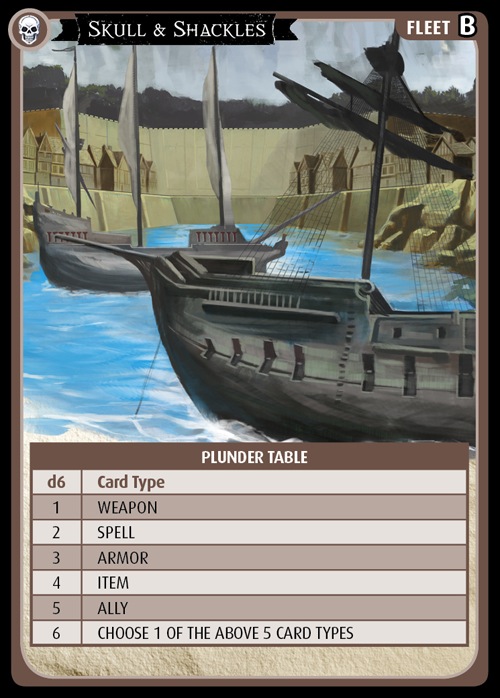 SKULL & SHACKLES
FLEET B
PLUNDER TABLE
d6 Card Type
1 WEAPON
2 SPELL
3 ARMOR
4 ITEM
5 ALLY
6 CHOOSE 1 OF THE ABOVE 5 CARD TYPES